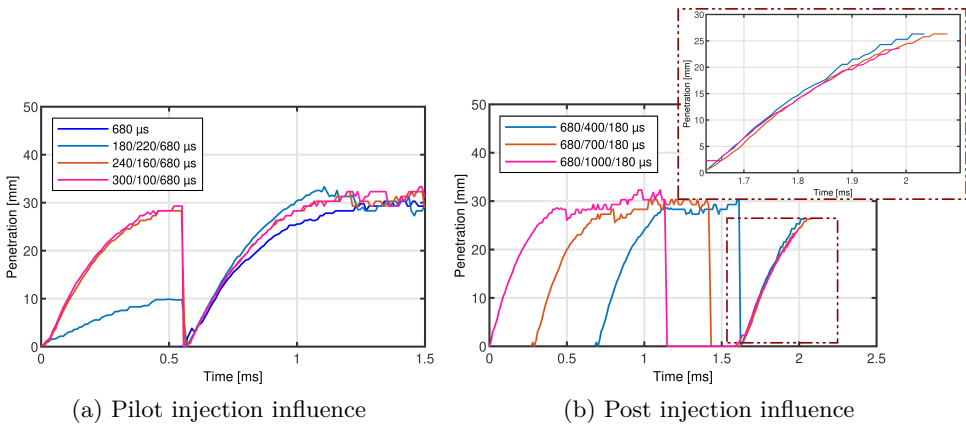 50
40
30
20
10
0
0
0.5
1
1.5
Penetration [mm]
Time [ms]
680 µs
180/220/680 µs
240/160/680 µs
300/100/680 µs
(a) Pilot injection influence
50
40
30
20
10
0
0
0.5
1
1.5
2
2.5
Penetration [mm]
Time [ms]
680/400/180 µs
680/700/180 µs
680/1000/180 µs
30
25
20
15
10
5
0
1.7
1.8
1.9
2
Penetration [mm]
Time [ms]
(b) Post injection influence